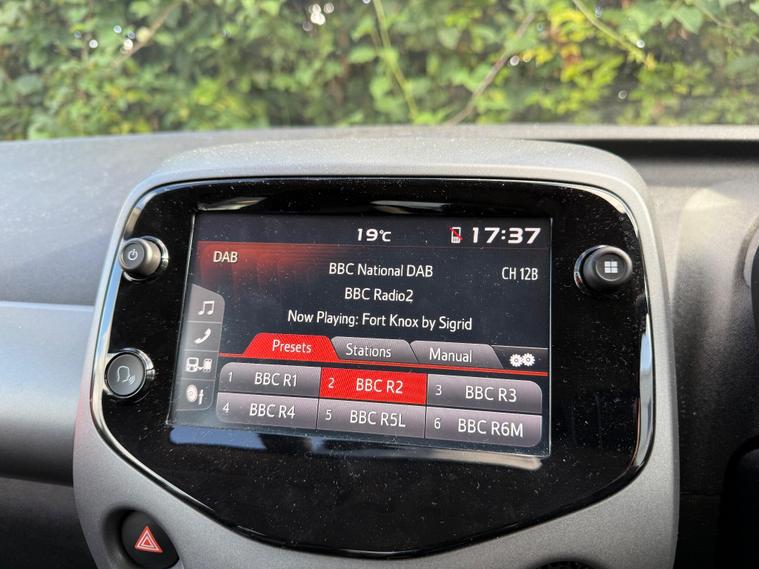 19°C 17:37
DAB BBC National DAB CH 12B
BBC Radio2
Now Playing: Fort Knox by Sigrid
Presets Stations Manual
1 BBC R1 2 BBC R2 3 BBC R3
4 BBC R4 5 BBC R5L 6 BBC R6M